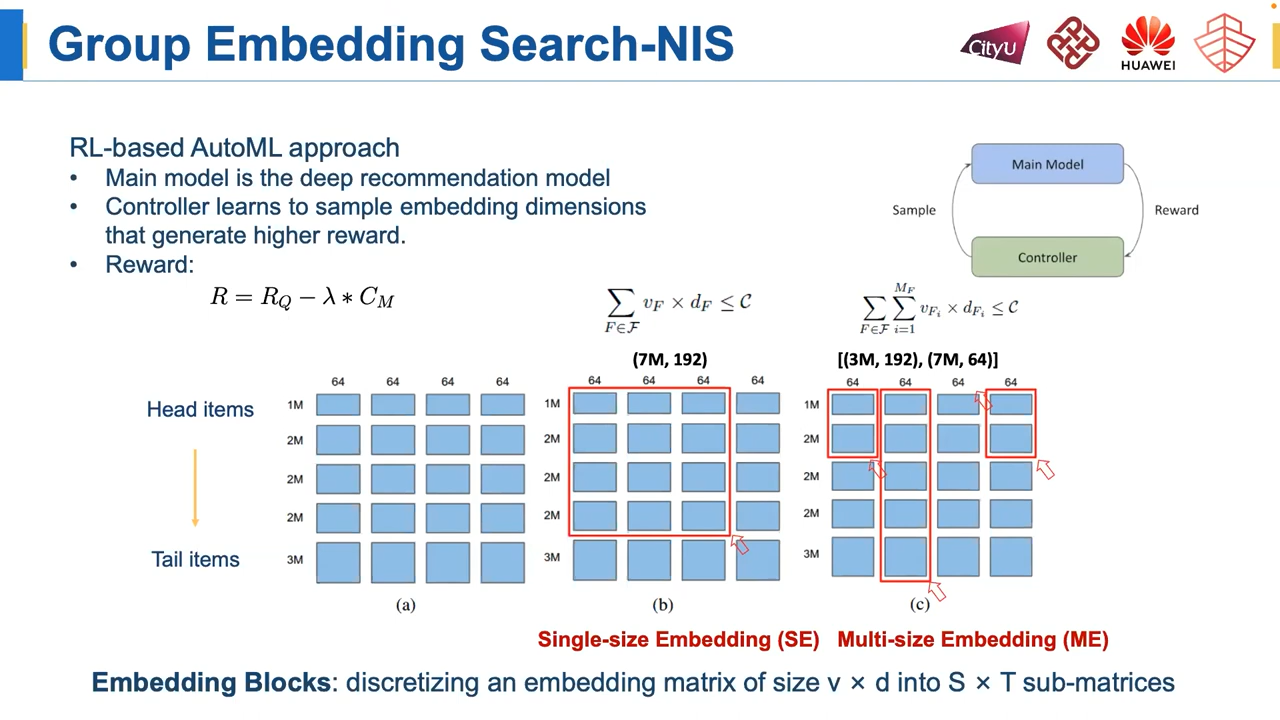 Group Embedding Search-NIS
CityU
HUAWEI
RL-based AutoML approach
• Main model is the deep recommendation model
• Controller learns to sample embedding dimensions
that generate higher reward.
• Reward:
R = R_Q − λ ∗ C_M
Main Model
Sample
Reward
Controller
∑_{F∈ℱ} v_F × d_F ≤ 𝒞
∑_{F∈ℱ} ∑_{i=1}^{M_F} v_{F_i} × d_{F_i} ≤ 𝒞
(7M, 192)
[(3M, 192), (7M, 64)]
Head items
Tail items
64 64 64 64
1M
2M
2M
2M
3M
(a)
64 64 64 64
1M
2M
2M
2M
3M
(b)
64 64 64 64
1M
2M
2M
2M
3M
(c)
Single-size Embedding (SE)
Multi-size Embedding (ME)
Embedding Blocks: discretizing an embedding matrix of size v × d into S × T sub-matrices